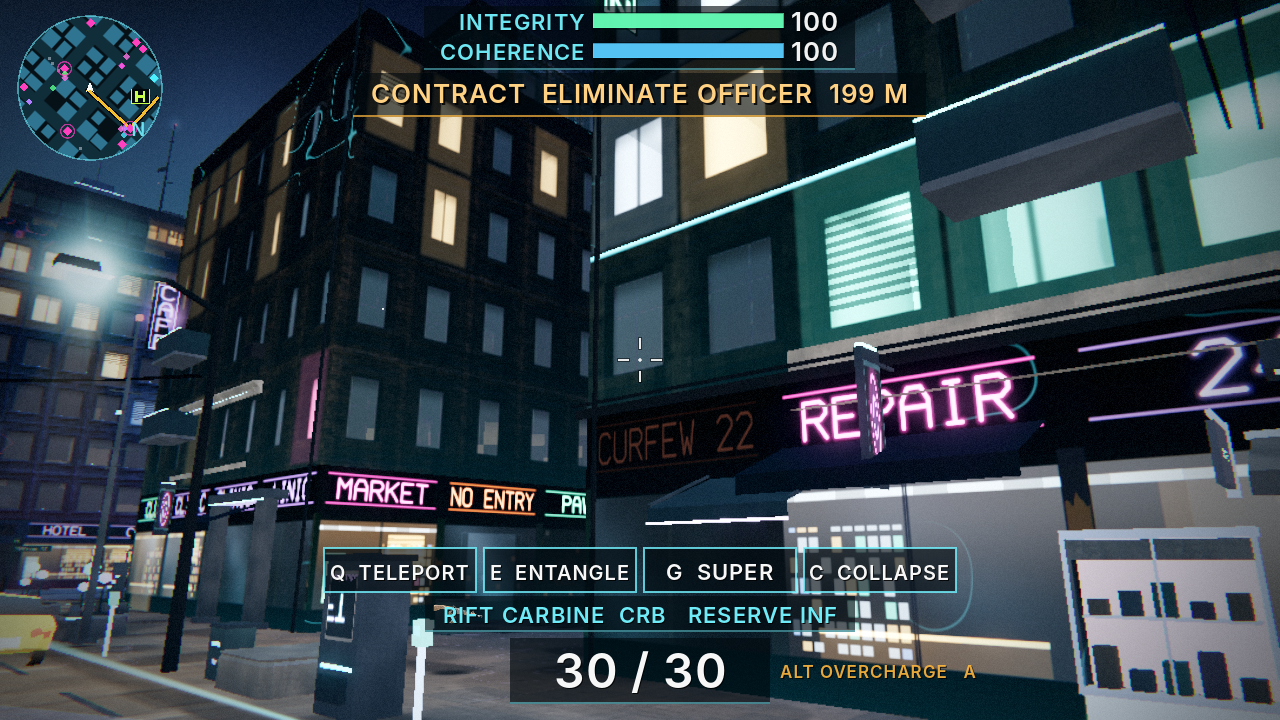 INTEGRITY 100
COHERENCE 100
CONTRACT ELIMINATE OFFICER 199 M
H
N
REPAIR
CURFEW 22
MARKET
NO ENTRY
HOTEL
Q TELEPORT
E ENTANGLE
G SUPER
C COLLAPSE
RIFT CARBINE CRB RESERVE INF
30 / 30
ALT OVERCHARGE A